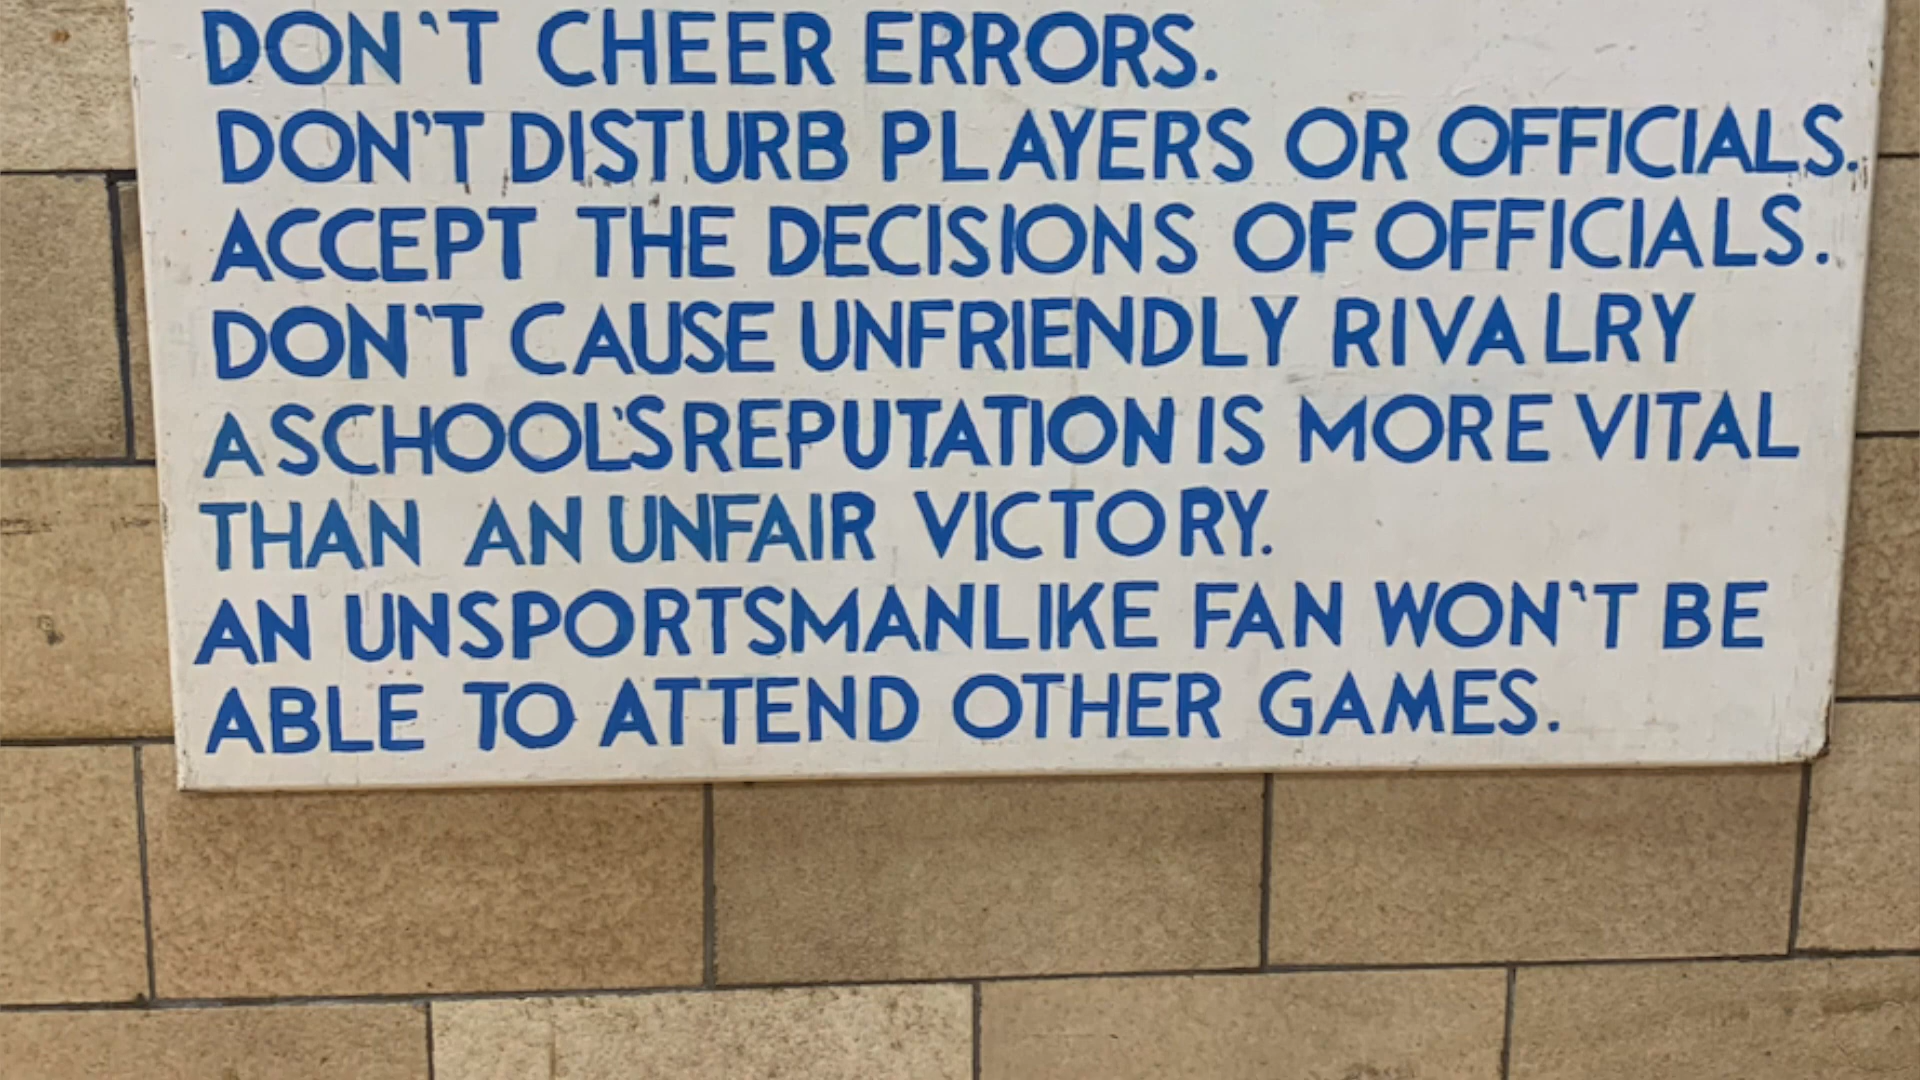 DON'T CHEER ERRORS.
DON'T DISTURB PLAYERS OR OFFICIALS.
ACCEPT THE DECISIONS OF OFFICIALS.
DON'T CAUSE UNFRIENDLY RIVALRY
A SCHOOL'S REPUTATION IS MORE VITAL
THAN AN UNFAIR VICTORY.
AN UNSPORTSMANLIKE FAN WON'T BE
ABLE TO ATTEND OTHER GAMES.